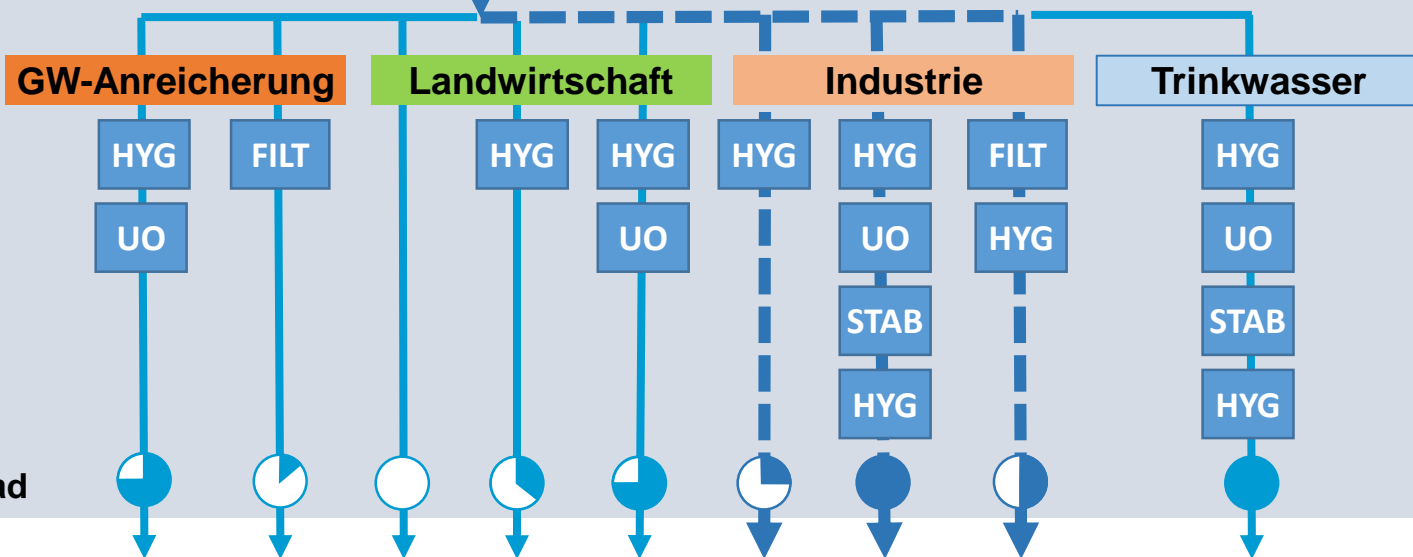 GW-Anreicherung Landwirtschaft Industrie Trinkwasser
HYG FILT HYG HYG HYG HYG FILT HYG
UO UO UO HYG UO
STAB STAB
HYG HYG
ad